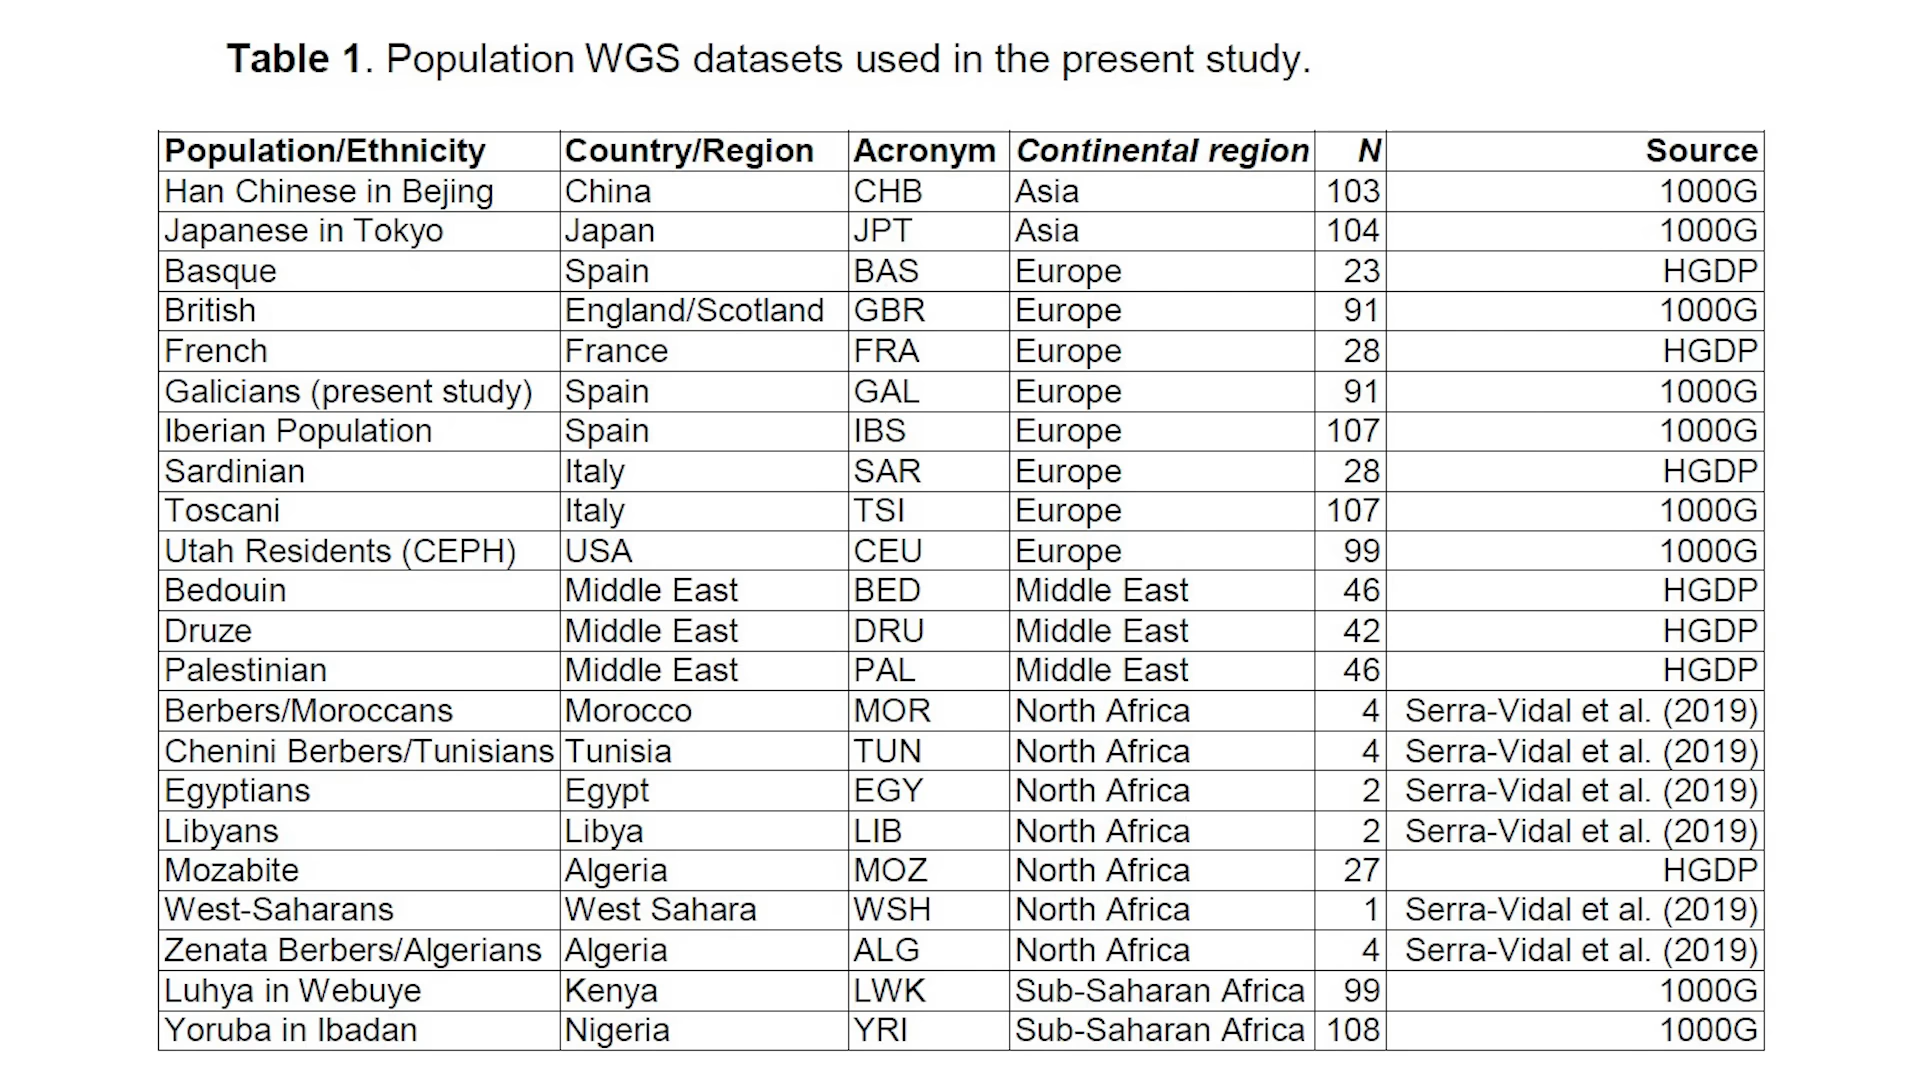 Table 1. Population WGS datasets used in the present study.
Population/Ethnicity Country/Region Acronym Continental region N Source
Han Chinese in Bejing China CHB Asia 103 1000G
Japanese in Tokyo Japan JPT Asia 104 1000G
Basque Spain BAS Europe 23 HGDP
British England/Scotland GBR Europe 91 1000G
French France FRA Europe 28 HGDP
Galicians (present study) Spain GAL Europe 91 1000G
Iberian Population Spain IBS Europe 107 1000G
Sardinian Italy SAR Europe 28 HGDP
Toscani Italy TSI Europe 107 1000G
Utah Residents (CEPH) USA CEU Europe 99 1000G
Bedouin Middle East BED Middle East 46 HGDP
Druze Middle East DRU Middle East 42 HGDP
Palestinian Middle East PAL Middle East 46 HGDP
Berbers/Moroccans Morocco MOR North Africa 4 Serra-Vidal et al. (2019)
Chenini Berbers/Tunisians Tunisia TUN North Africa 4 Serra-Vidal et al. (2019)
Egyptians Egypt EGY North Africa 2 Serra-Vidal et al. (2019)
Libyans Libya LIB North Africa 2 Serra-Vidal et al. (2019)
Mozabite Algeria MOZ North Africa 27 HGDP
West-Saharans West Sahara WSH North Africa 1 Serra-Vidal et al. (2019)
Zenata Berbers/Algerians Algeria ALG North Africa 4 Serra-Vidal et al. (2019)
Luhya in Webuye Kenya LWK Sub-Saharan Africa 99 1000G
Yoruba in Ibadan Nigeria YRI Sub-Saharan Africa 108 1000G